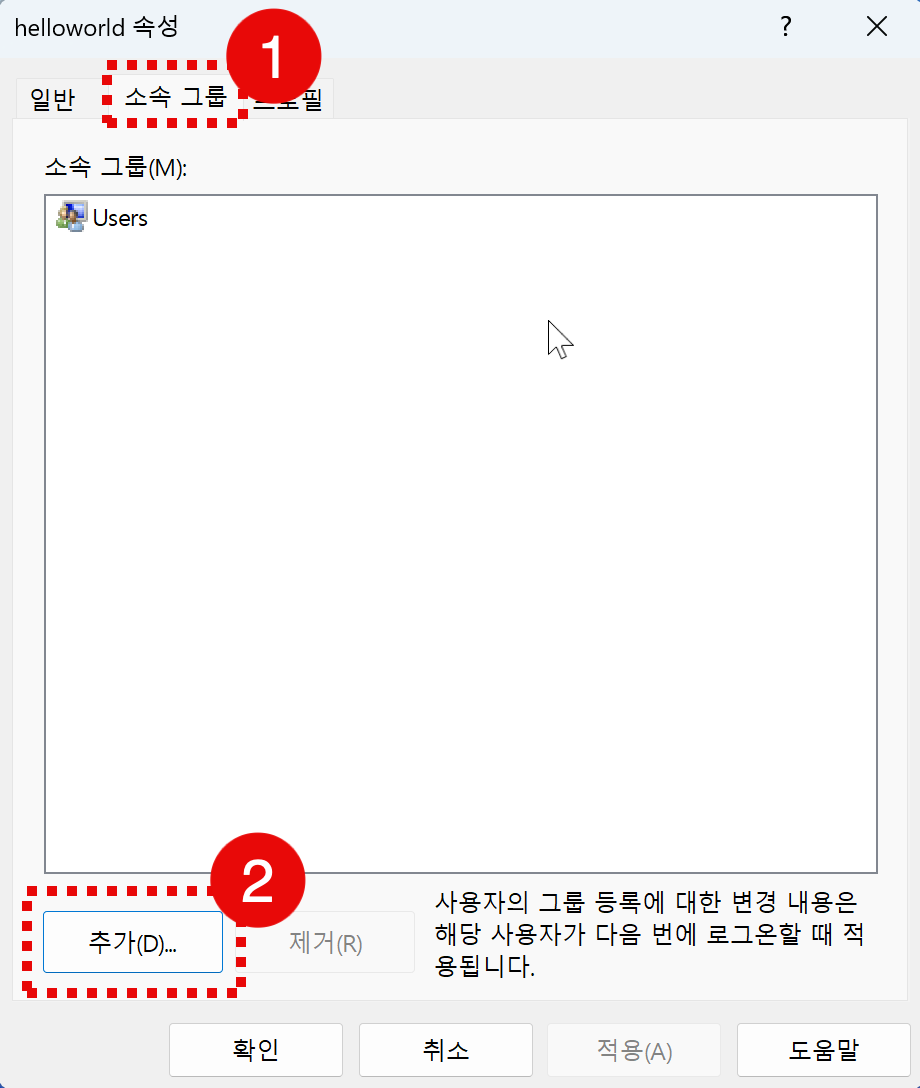 helloworld 속성
?
1
일반
소속 그룹
소속 그룹(M):
Users
2
추가(D)...
제거(R)
사용자의 그룹 등록에 대한 변경 내용은
해당 사용자가 다음 번에 로그온할 때 적
용됩니다.
확인
취소
적용(A)
도움말